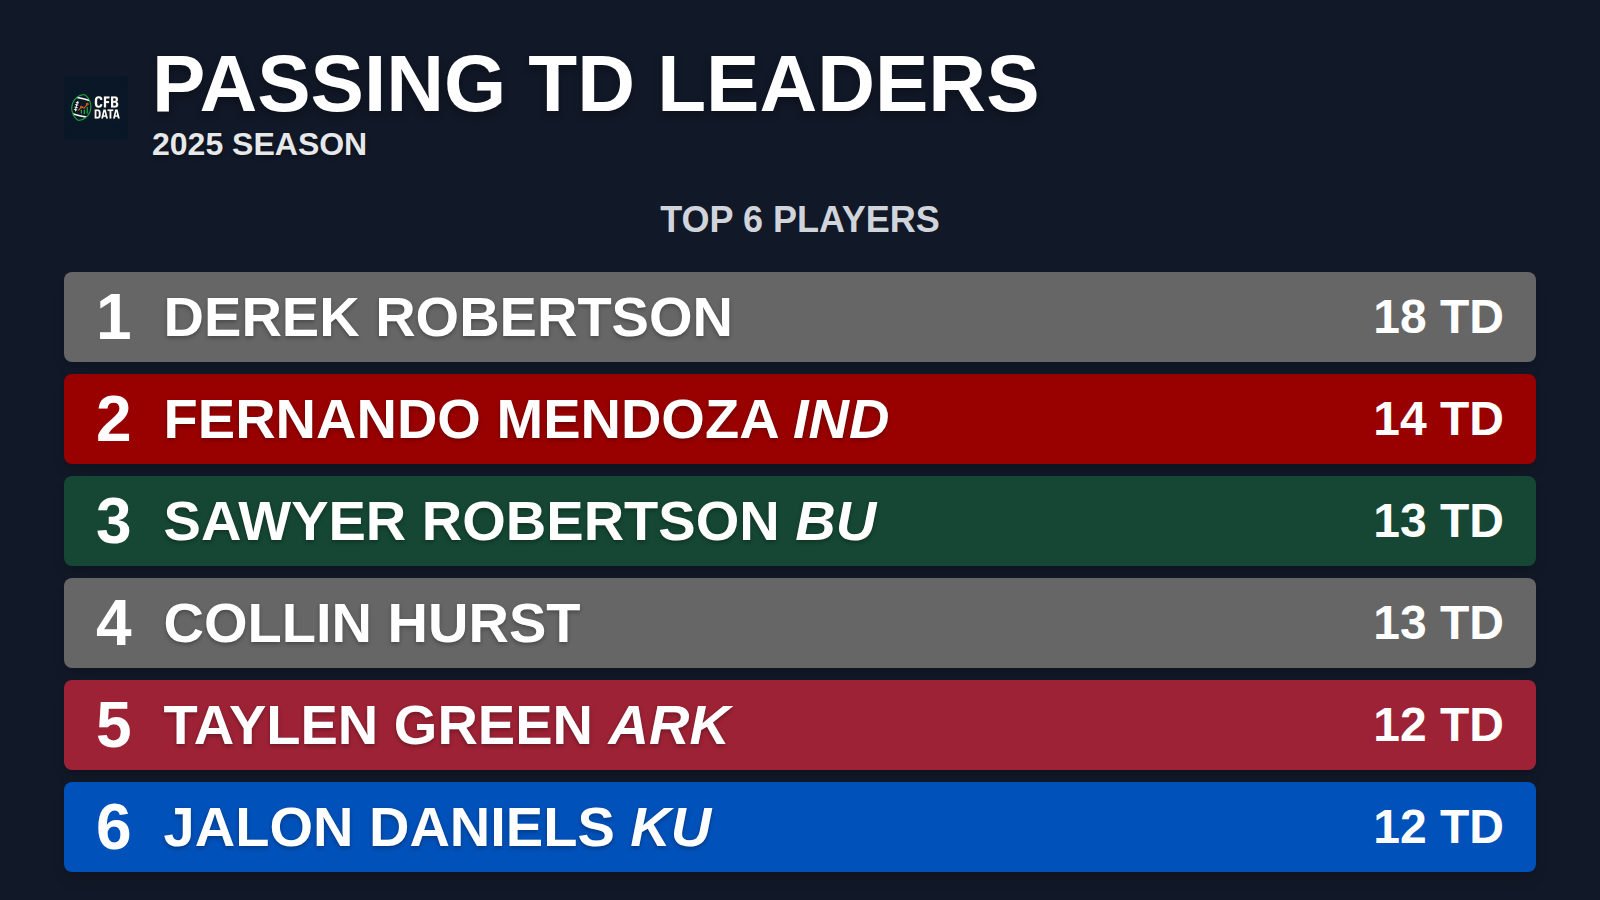 CFB
DATA
PASSING TD LEADERS
2025 SEASON
TOP 6 PLAYERS
1 DEREK ROBERTSON 18 TD
2 FERNANDO MENDOZA IND 14 TD
3 SAWYER ROBERTSON BU 13 TD
4 COLLIN HURST 13 TD
5 TAYLEN GREEN ARK 12 TD
6 JALON DANIELS KU 12 TD